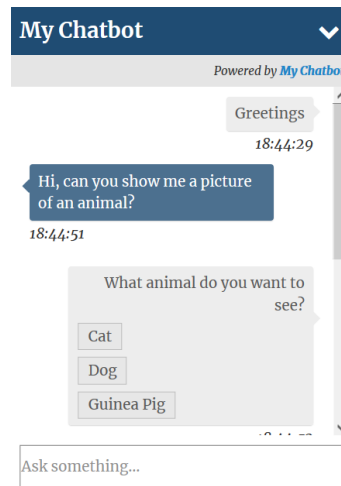 My Chatbot
Powered by My Chatbot
Greetings
18:44:29
Hi, can you show me a picture
of an animal?
18:44:51
What animal do you want to
see?
Cat
Dog
Guinea Pig
Ask something...